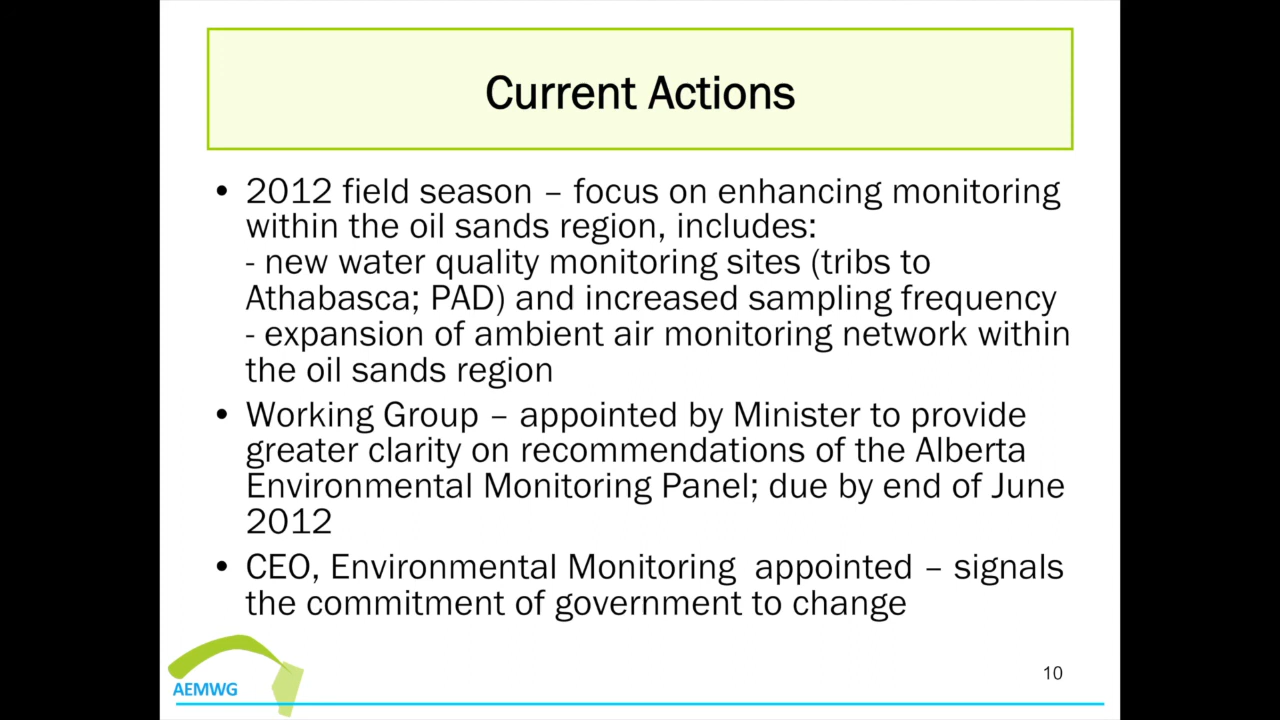 Current Actions
• 2012 field season – focus on enhancing monitoring
within the oil sands region, includes:
- new water quality monitoring sites (tribs to
Athabasca; PAD) and increased sampling frequency
- expansion of ambient air monitoring network within
the oil sands region
• Working Group – appointed by Minister to provide
greater clarity on recommendations of the Alberta
Environmental Monitoring Panel; due by end of June
2012
• CEO, Environmental Monitoring  appointed – signals
the commitment of government to change
AEMWG
10